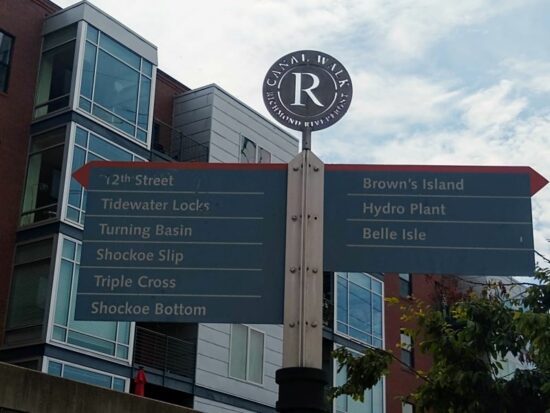 CANAL WALK
R
RICHMOND RIVERFRONT
12th Street
Tidewater Locks
Turning Basin
Shockoe Slip
Triple Cross
Shockoe Bottom
Brown's Island
Hydro Plant
Belle Isle